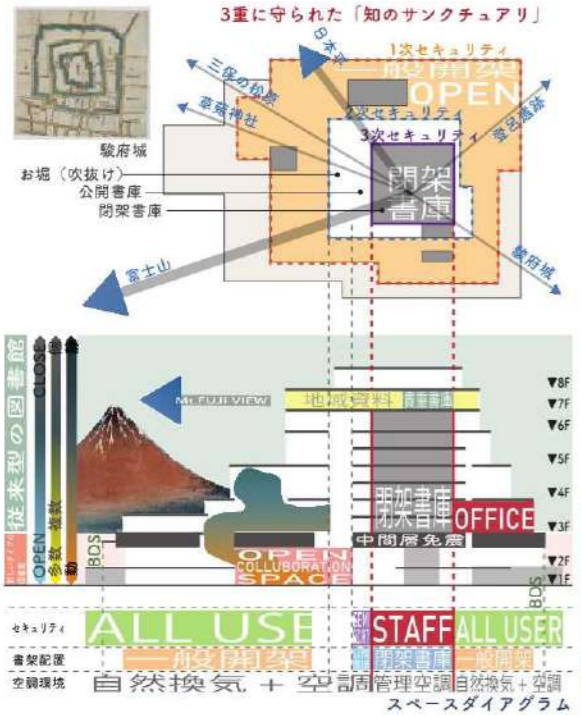 3重に守られた「知のサンクチュアリ」
日本平
1次セキュリティ
一般開架
OPEN
三保の松原
草薙神社
2次セキュリティ
3次セキュリティ
登呂遺跡
駿府城
お堀（吹抜け）
公開書庫
閉架書庫
閉架
書庫
富士山
駿府城
従来型の図書館
CLOSE
OPEN
多数
複数
動
Mt.FUJI VIEW
地域資料
貴重書庫
▼8F
▼7F
▼6F
▼5F
▼4F
▼3F
▼2F
▼1F
閉架書庫
OFFICE
中間層免震
BDS
OPEN
COLLUBORATION
SPACE
BDS
セキュリティ
ALL USE
STAFF
ALL USER
書架配置
一般開架
閉架書庫
一般開架
空調環境
自然換気＋空調
管理空調
自然換気＋空調
スペースダイアグラム